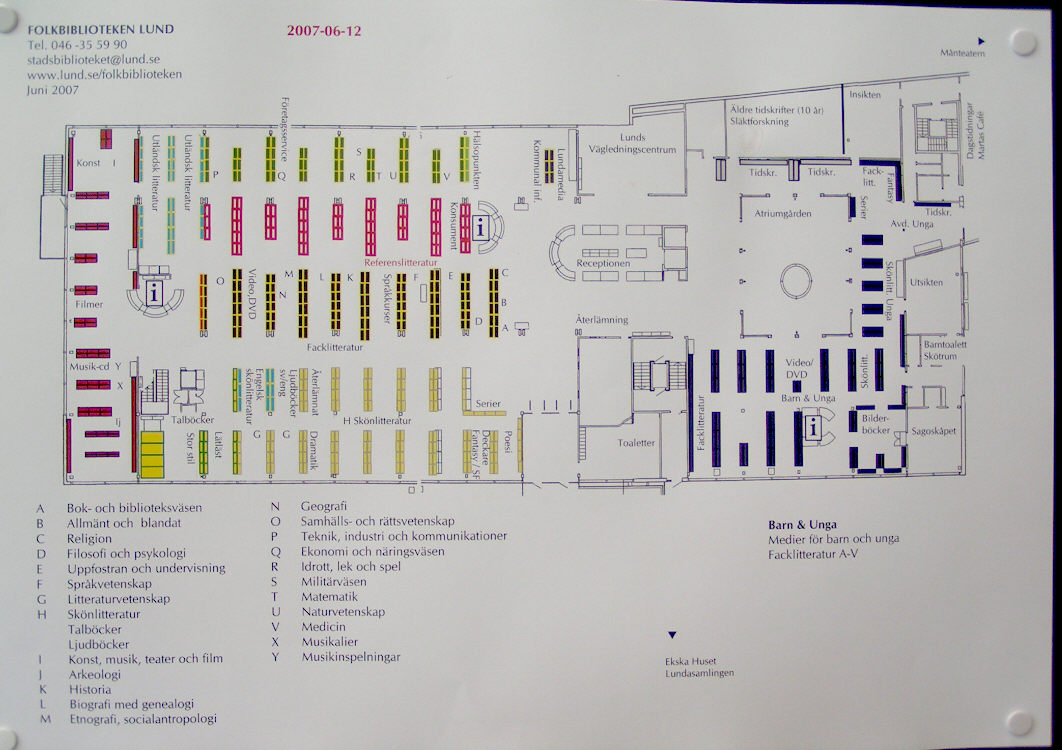 FOLKBIBLIOTEKEN LUND
Tel. 046 -35 59 90
stadsbiblioteket@lund.se
www.lund.se/folkbiblioteken
Juni 2007
2007-06-12
Månteatern
Företagsservice
Äldre tidskrifter (10 år)
Släktforskning
Insikten
Dagstidningar
Martas Café
Lunds
Vägledningscentrum
Konst I
Utländsk litteratur
Utländsk litteratur
P
Q
S
R
T
U
V
Hälsopunkten
Kommunal inf.
Lundamedia
Tidskr.
Tidskr.
Fack-
litt.
Fantasy
Serier
Tidskr.
Avd. Unga
Atriumgården
Konsument
i
Referenslitteratur
Receptionen
Skönlitt. Unga
Utsikten
i
O
Video,DVD
M
N
L
K
Språkkurser
F
E
D
C
B
A
Filmer
Facklitteratur
Återlämning
Barntoalett
Skötrum
Musik-cd Y
X
Ij
Talböcker
Engelsk
skönlitteratur
Ljudböcker
sv/eng
Återlämnat
Serier
H Skönlitteratur
Video/
DVD
Skönlitt.
Barn & Unga
i
Bilder-
böcker
Sagoskåpet
Facklitteratur
Toaletter
Stor stil
Lättläst
G
G
Dramatik
Fantasy / SF
Deckare
Poesi
A Bok- och biblioteksväsen
B Allmänt och blandat
C Religion
D Filosofi och psykologi
E Uppfostran och undervisning
F Språkvetenskap
G Litteraturvetenskap
H Skönlitteratur
Talböcker
Ljudböcker
I Konst, musik, teater och film
J Arkeologi
K Historia
L Biografi med genealogi
M Etnografi, socialantropologi
N Geografi
O Samhälls- och rättsvetenskap
P Teknik, industri och kommunikationer
Q Ekonomi och näringsväsen
R Idrott, lek och spel
S Militärväsen
T Matematik
U Naturvetenskap
V Medicin
X Musikalier
Y Musikinspelningar
Barn & Unga
Medier för barn och unga
Facklitteratur A-V
Ekska Huset
Lundasamlingen